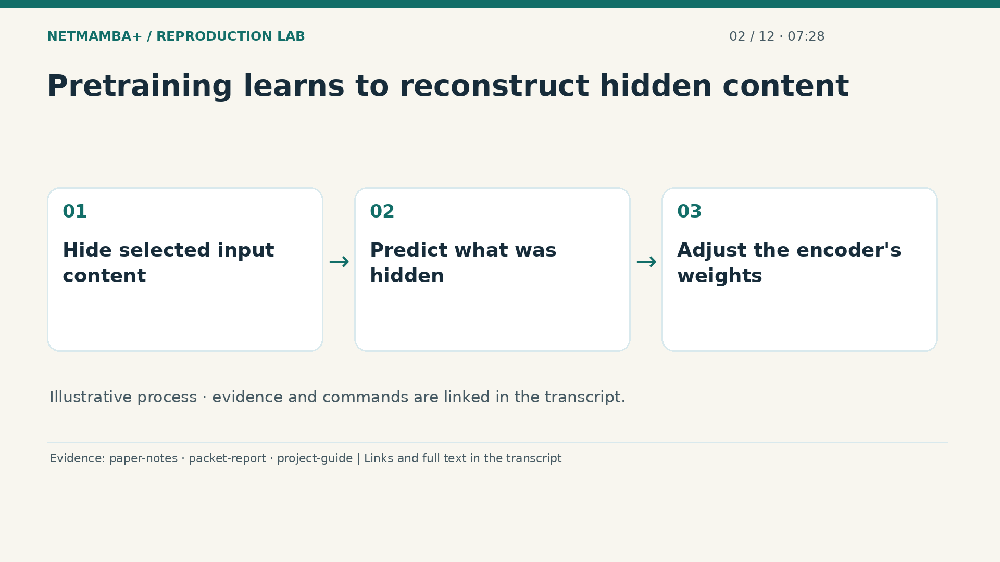 NETMAMBA+ / REPRODUCTION LAB
02 / 12 · 07:28
Pretraining learns to reconstruct hidden content
01
Hide selected input
content
→
02
Predict what was
hidden
→
03
Adjust the encoder's
weights
Illustrative process · evidence and commands are linked in the transcript.
Evidence: paper-notes · packet-report · project-guide | Links and full text in the transcript